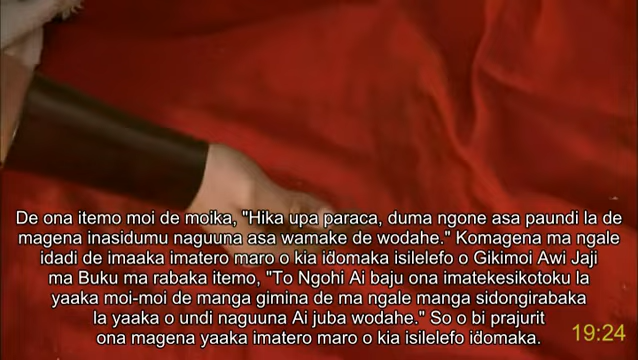 De ona itemo moi de moika, "Hika upa paraca, duma ngone asa paundi la de
magena inasidumu naguuna asa wamake de wodahe." Komagena ma ngale
idadi de imaaka imatero maro o kia idomaka isilelefo o Gikimoi Awi Jaji
ma Buku ma rabaka itemo, "To Ngohi Ai baju ona imatekesikotoku la
yaaka moi-moi de manga gimina de ma ngale manga sidongirabaka
la yaaka o undi naguuna Ai juba wodahe." So o bi prajurit
ona magena yaaka imatero maro o kia isilelefo idomaka.
19:24